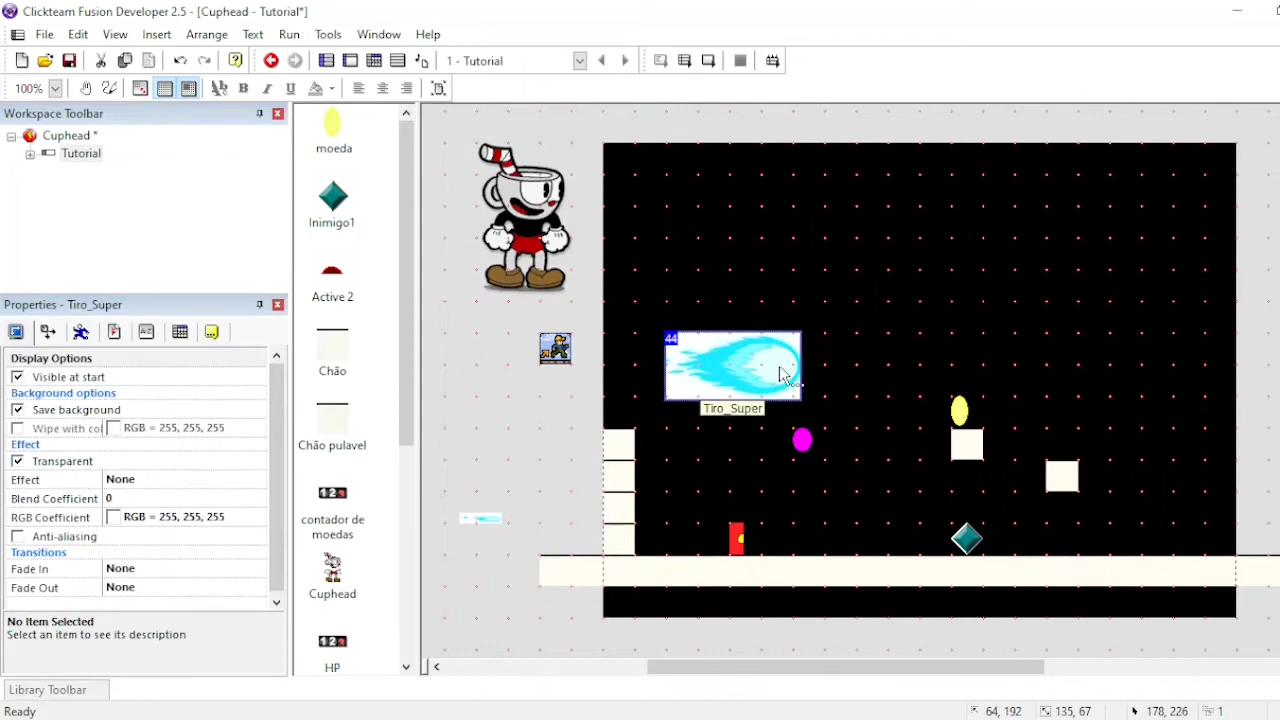 Clickteam Fusion Developer 2.5 - [Cuphead - Tutorial*]
File Edit View Insert Arrange Text Run Tools Window Help
1 - Tutorial
100%
B I U
Workspace Toolbar
Cuphead *
Tutorial
Properties - Tiro_Super
Display Options
Visible at start
Background options
Save background
Wipe with col RGB = 255, 255, 255
Effect
Transparent
Effect None
Blend Coefficient 0
RGB Coefficient RGB = 255, 255, 255
Anti-aliasing
Transitions
Fade In None
Fade Out None
No Item Selected
Select an item to see its description
Library Toolbar
Ready
moeda
Inimigo1
Active 2
Chão
Chão pulavel
contador de
moedas
Cuphead
HP
44
Tiro_Super
64, 192
135, 67
178, 226
1